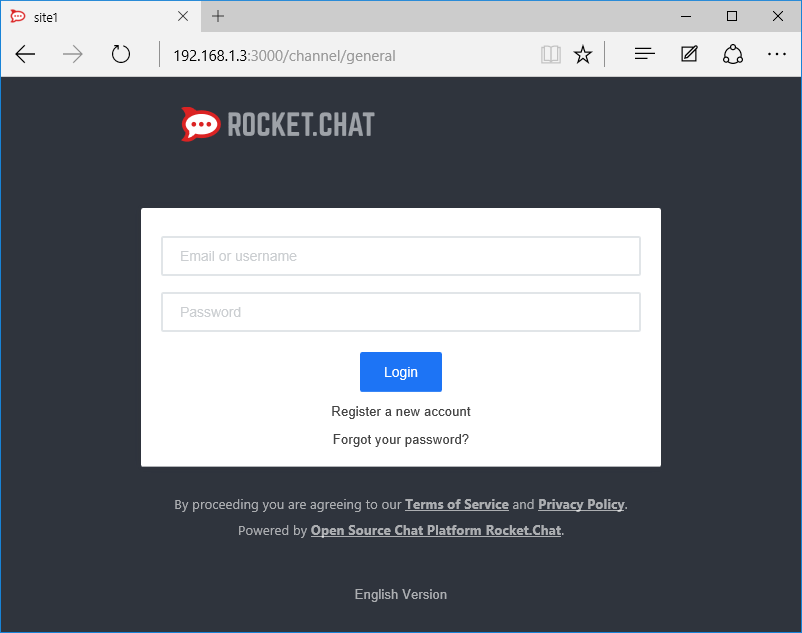 site1
192.168.1.3:3000/channel/general
ROCKET.CHAT
Email or username
Password
Login
Register a new account
Forgot your password?
By proceeding you are agreeing to our Terms of Service and Privacy Policy.
Powered by Open Source Chat Platform Rocket.Chat.
English Version